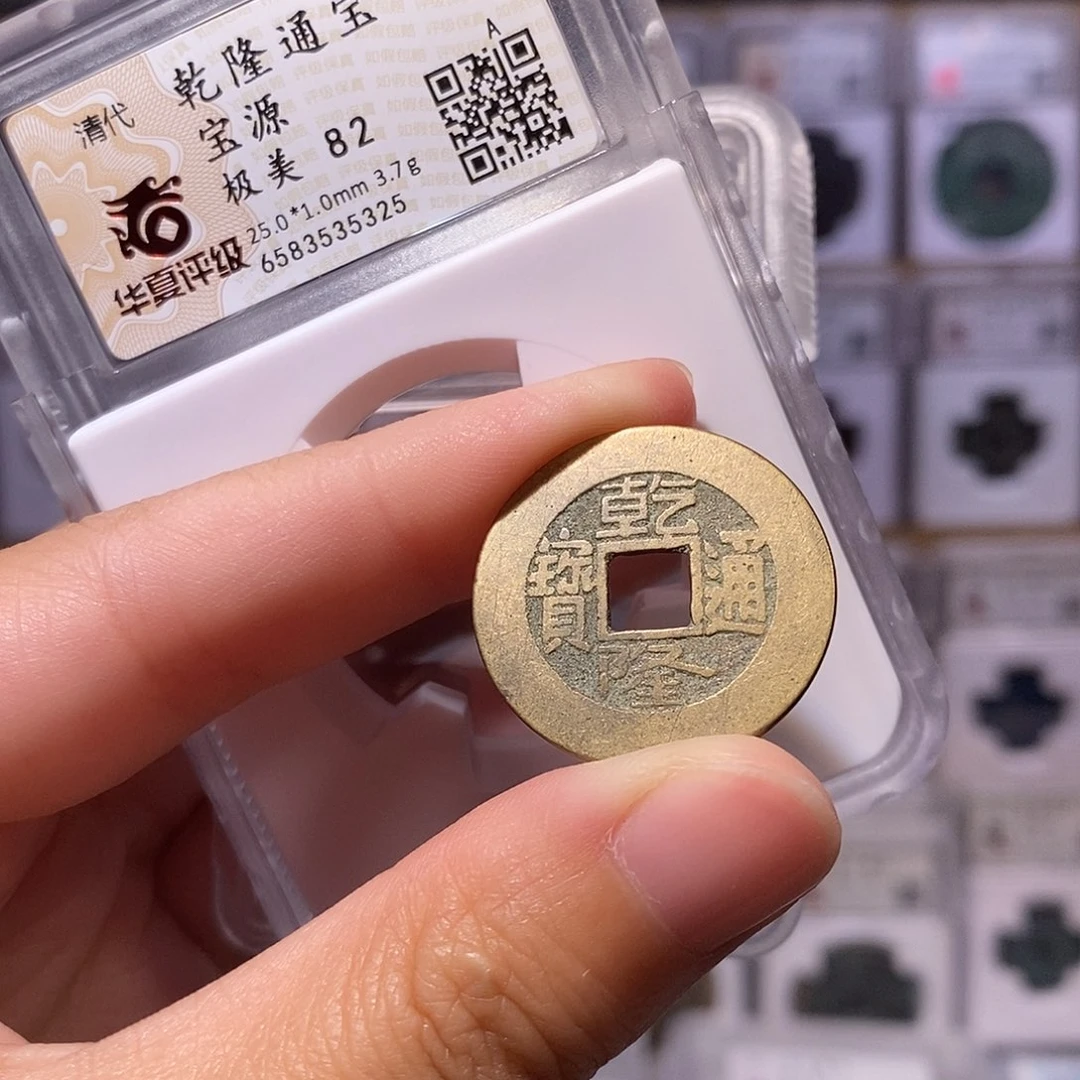 清代
乾隆通宝
宝源
极美 82
25.0*1.0mm 3.7g
6583535325
华夏评级
A
乾
隆
通
寶